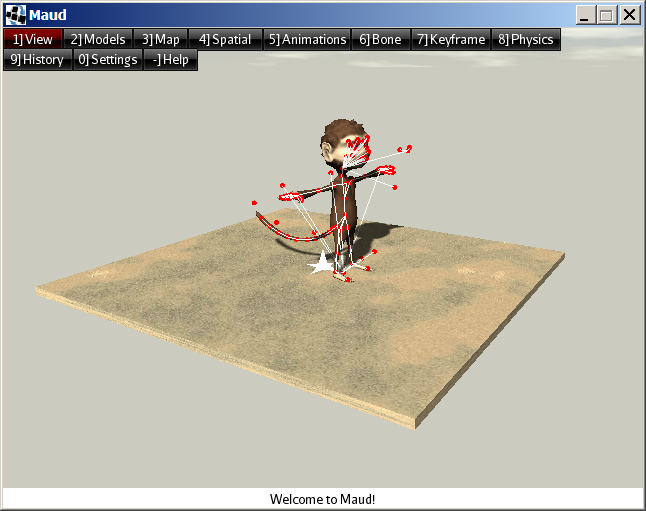 Maud
1]View 2]Models 3]Map 4]Spatial 5]Animations 6]Bone 7]Keyframe 8]Physics
9]History 0]Settings -]Help
Welcome to Maud!